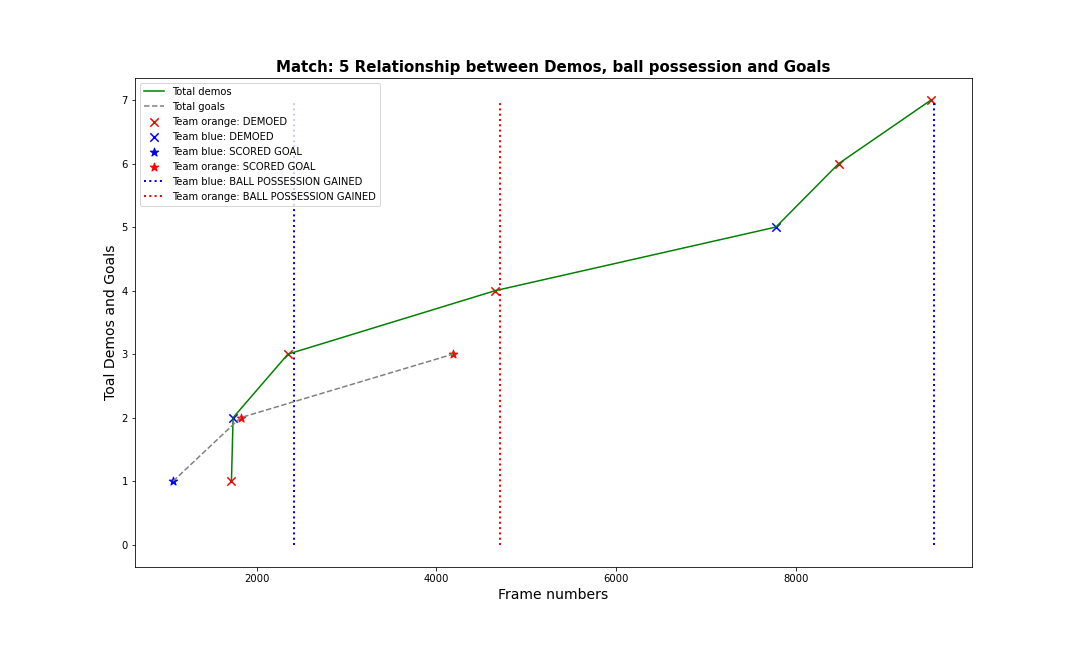 Match: 5 Relationship between Demos, ball possession and Goals
Total demos
Total goals
Team orange: DEMOED
Team blue: DEMOED
Team blue: SCORED GOAL
Team orange: SCORED GOAL
Team blue: BALL POSSESSION GAINED
Team orange: BALL POSSESSION GAINED
Toal Demos and Goals
7
6
5
4
3
2
1
0
2000 4000 6000 8000
Frame numbers